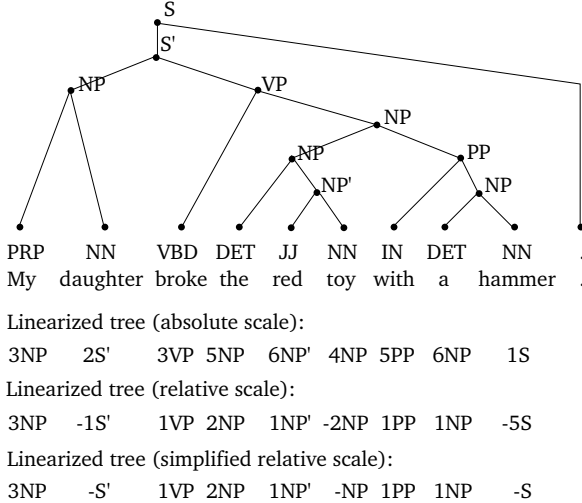 S
S'
NP VP
NP
NP PP
NP' NP
PRP NN VBD DET JJ NN IN DET NN .
My daughter broke the red toy with a hammer .
Linearized tree (absolute scale):
3NP 2S' 3VP 5NP 6NP' 4NP 5PP 6NP 1S
Linearized tree (relative scale):
3NP -1S' 1VP 2NP 1NP' -2NP 1PP 1NP -5S
Linearized tree (simplified relative scale):
3NP -S' 1VP 2NP 1NP' -NP 1PP 1NP -S